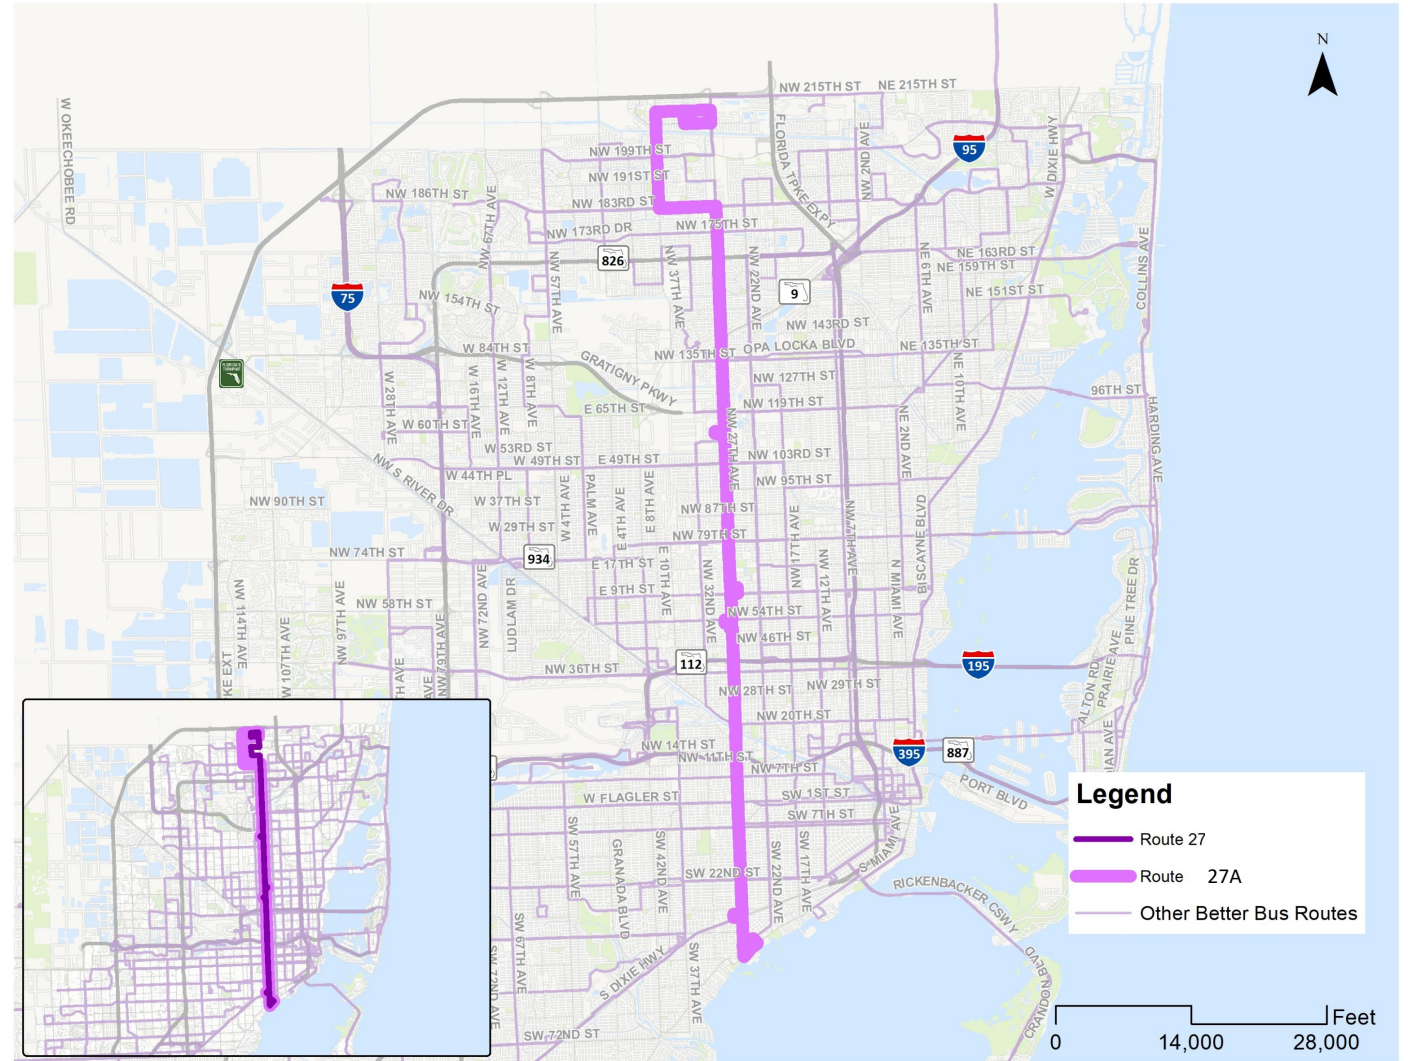 N
NW 215TH ST
NE 215TH ST
W OKEECHOBEE RD
FLORIDA TPKE EXPY
NW 2ND AVE
95
W DIXIE HWY
NW 199TH ST
NW 191ST ST
NW 186TH ST
NW 183RD ST
NW 67TH AVE
NW 175TH ST
NW 173RD DR
826
NE 163RD ST
NE 159TH ST
NE 6TH AVE
COLLINS AVE
NW 57TH AVE
NW 37TH AVE
NW 22ND AVE
9
75
NE 151ST ST
NW 154TH ST
NW 143RD ST
W 84TH ST
NW 135TH ST
OPA LOCKA BLVD
NE 135TH ST
GRATIGNY PKWY
W 28TH AVE
W 16TH AVE
W 12TH AVE
W 8TH AVE
NW 127TH ST
NE 10TH AVE
96TH ST
HARDING AVE
E 65TH ST
NW 119TH ST
W 60TH ST
NW 27TH AVE
NE 2ND AVE
W 53RD ST
W 49TH ST
E 49TH ST
NW 103RD ST
NW S RIVER DR
W 44TH PL
NW 95TH ST
NW 90TH ST
W 37TH ST
W 4TH AVE
PALM AVE
E 4TH AVE
E 8TH AVE
NW 87TH ST
BISCAYNE BLVD
W 29TH ST
NW 79TH ST
NW 17TH AVE
NW 7TH AVE
NW 74TH ST
934
E 17TH ST
E 10TH AVE
NW 32ND AVE
NW 12TH AVE
N MIAMI AVE
PINE TREE DR
NW 114TH AVE
NW 97TH AVE
NW 58TH ST
NW 72ND AVE
LUDLAM DR
E 9TH ST
NW 54TH ST
NW 46TH ST
NW 107TH AVE
NW 79TH AVE
NW 36TH ST
112
195
ALTON RD
PRAIRIE AVE
NW 28TH ST
NW 29TH ST
NW 20TH ST
NW 14TH ST
NW 11TH ST
NW 7TH ST
395
887
PORT BLVD
W FLAGLER ST
SW 1ST ST
SW 7TH ST
SW 57TH AVE
GRANADA BLVD
SW 42ND AVE
SW 22ND ST
SW 22ND AVE
SW 17TH AVE
S MIAMI AVE
RICKENBACKER CSWY
SW 67TH AVE
SW 72ND AVE
S DIXIE HWY
SW 37TH AVE
CRANDON BLVD
SW 72ND ST
Legend
Route 27
Route 27A
Other Better Bus Routes
Feet
0 14,000 28,000